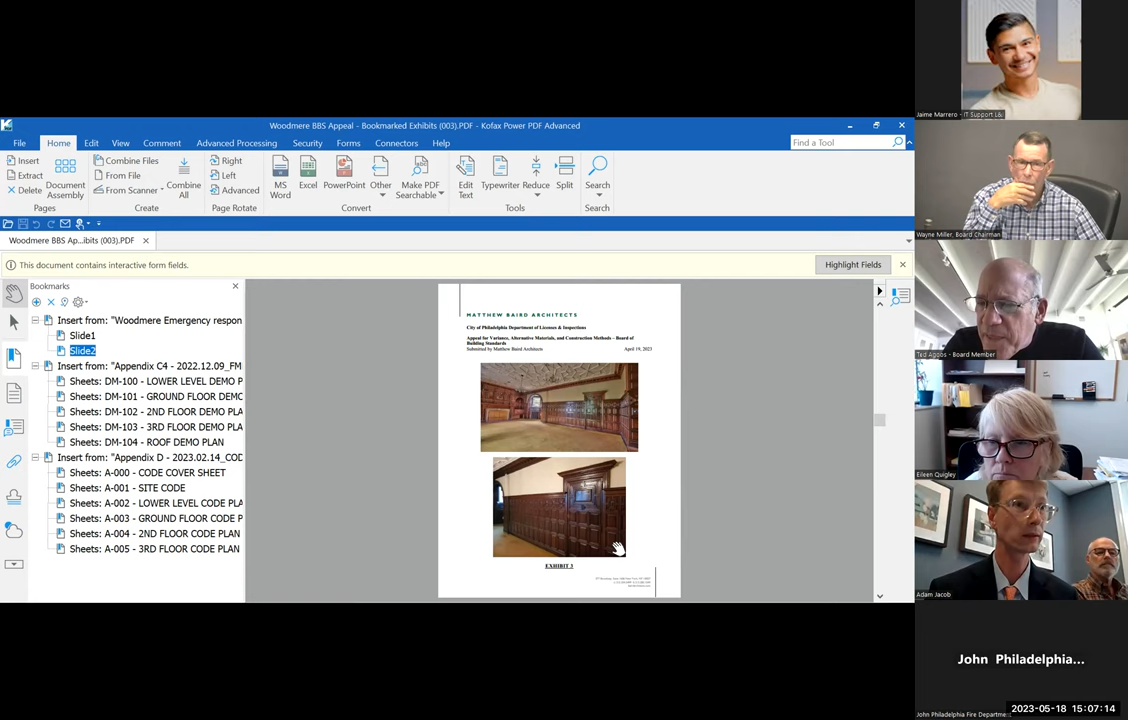 Woodmere BBS Appeal - Bookmarked Exhibits (003).PDF - Kofax Power PDF Advanced
File Home Edit View Comment Advanced Processing Security Forms Connectors Help
Find a Tool
Insert
Extract
Delete
Pages
Document Assembly
Combine Files
From File
From Scanner
Combine All
Create
Right
Left
Advanced
Page Rotate
MS Word
Excel
PowerPoint
Other
Make PDF Searchable
Convert
Edit Text
Typewriter
Reduce
Split
Tools
Search
Search
Woodmere BBS Ap...ibits (003).PDF
This document contains interactive form fields.
Highlight Fields
Bookmarks
Insert from: "Woodmere Emergency respon
Slide1
Slide2
Insert from: "Appendix C4 - 2022.12.09_FM
Sheets: DM-100 - LOWER LEVEL DEMO P
Sheets: DM-101 - GROUND FLOOR DEMC
Sheets: DM-102 - 2ND FLOOR DEMO PLA
Sheets: DM-103 - 3RD FLOOR DEMO PLA
Sheets: DM-104 - ROOF DEMO PLAN
Insert from: "Appendix D - 2023.02.14_COD
Sheets: A-000 - CODE COVER SHEET
Sheets: A-001 - SITE CODE
Sheets: A-002 - LOWER LEVEL CODE PLA
Sheets: A-003 - GROUND FLOOR CODE P
Sheets: A-004 - 2ND FLOOR CODE PLAN
Sheets: A-005 - 3RD FLOOR CODE PLAN
MATTHEW BAIRD ARCHITECTS
City of Philadelphia Department of Licenses & Inspections
Appeal for Variance, Alternative Materials, and Construction Methods – Board of
Building Standards
Submitted by Matthew Baird Architects April 19, 2023
EXHIBIT 3
Jaime Marrero - IT Support L&I
Wayne Miller, Board Chairman
Ted Agoos - Board Member
Eileen Quigley
Adam Jacob
John Philadelphia...
John Philadelphia Fire Department
2023-05-18 15:07:14